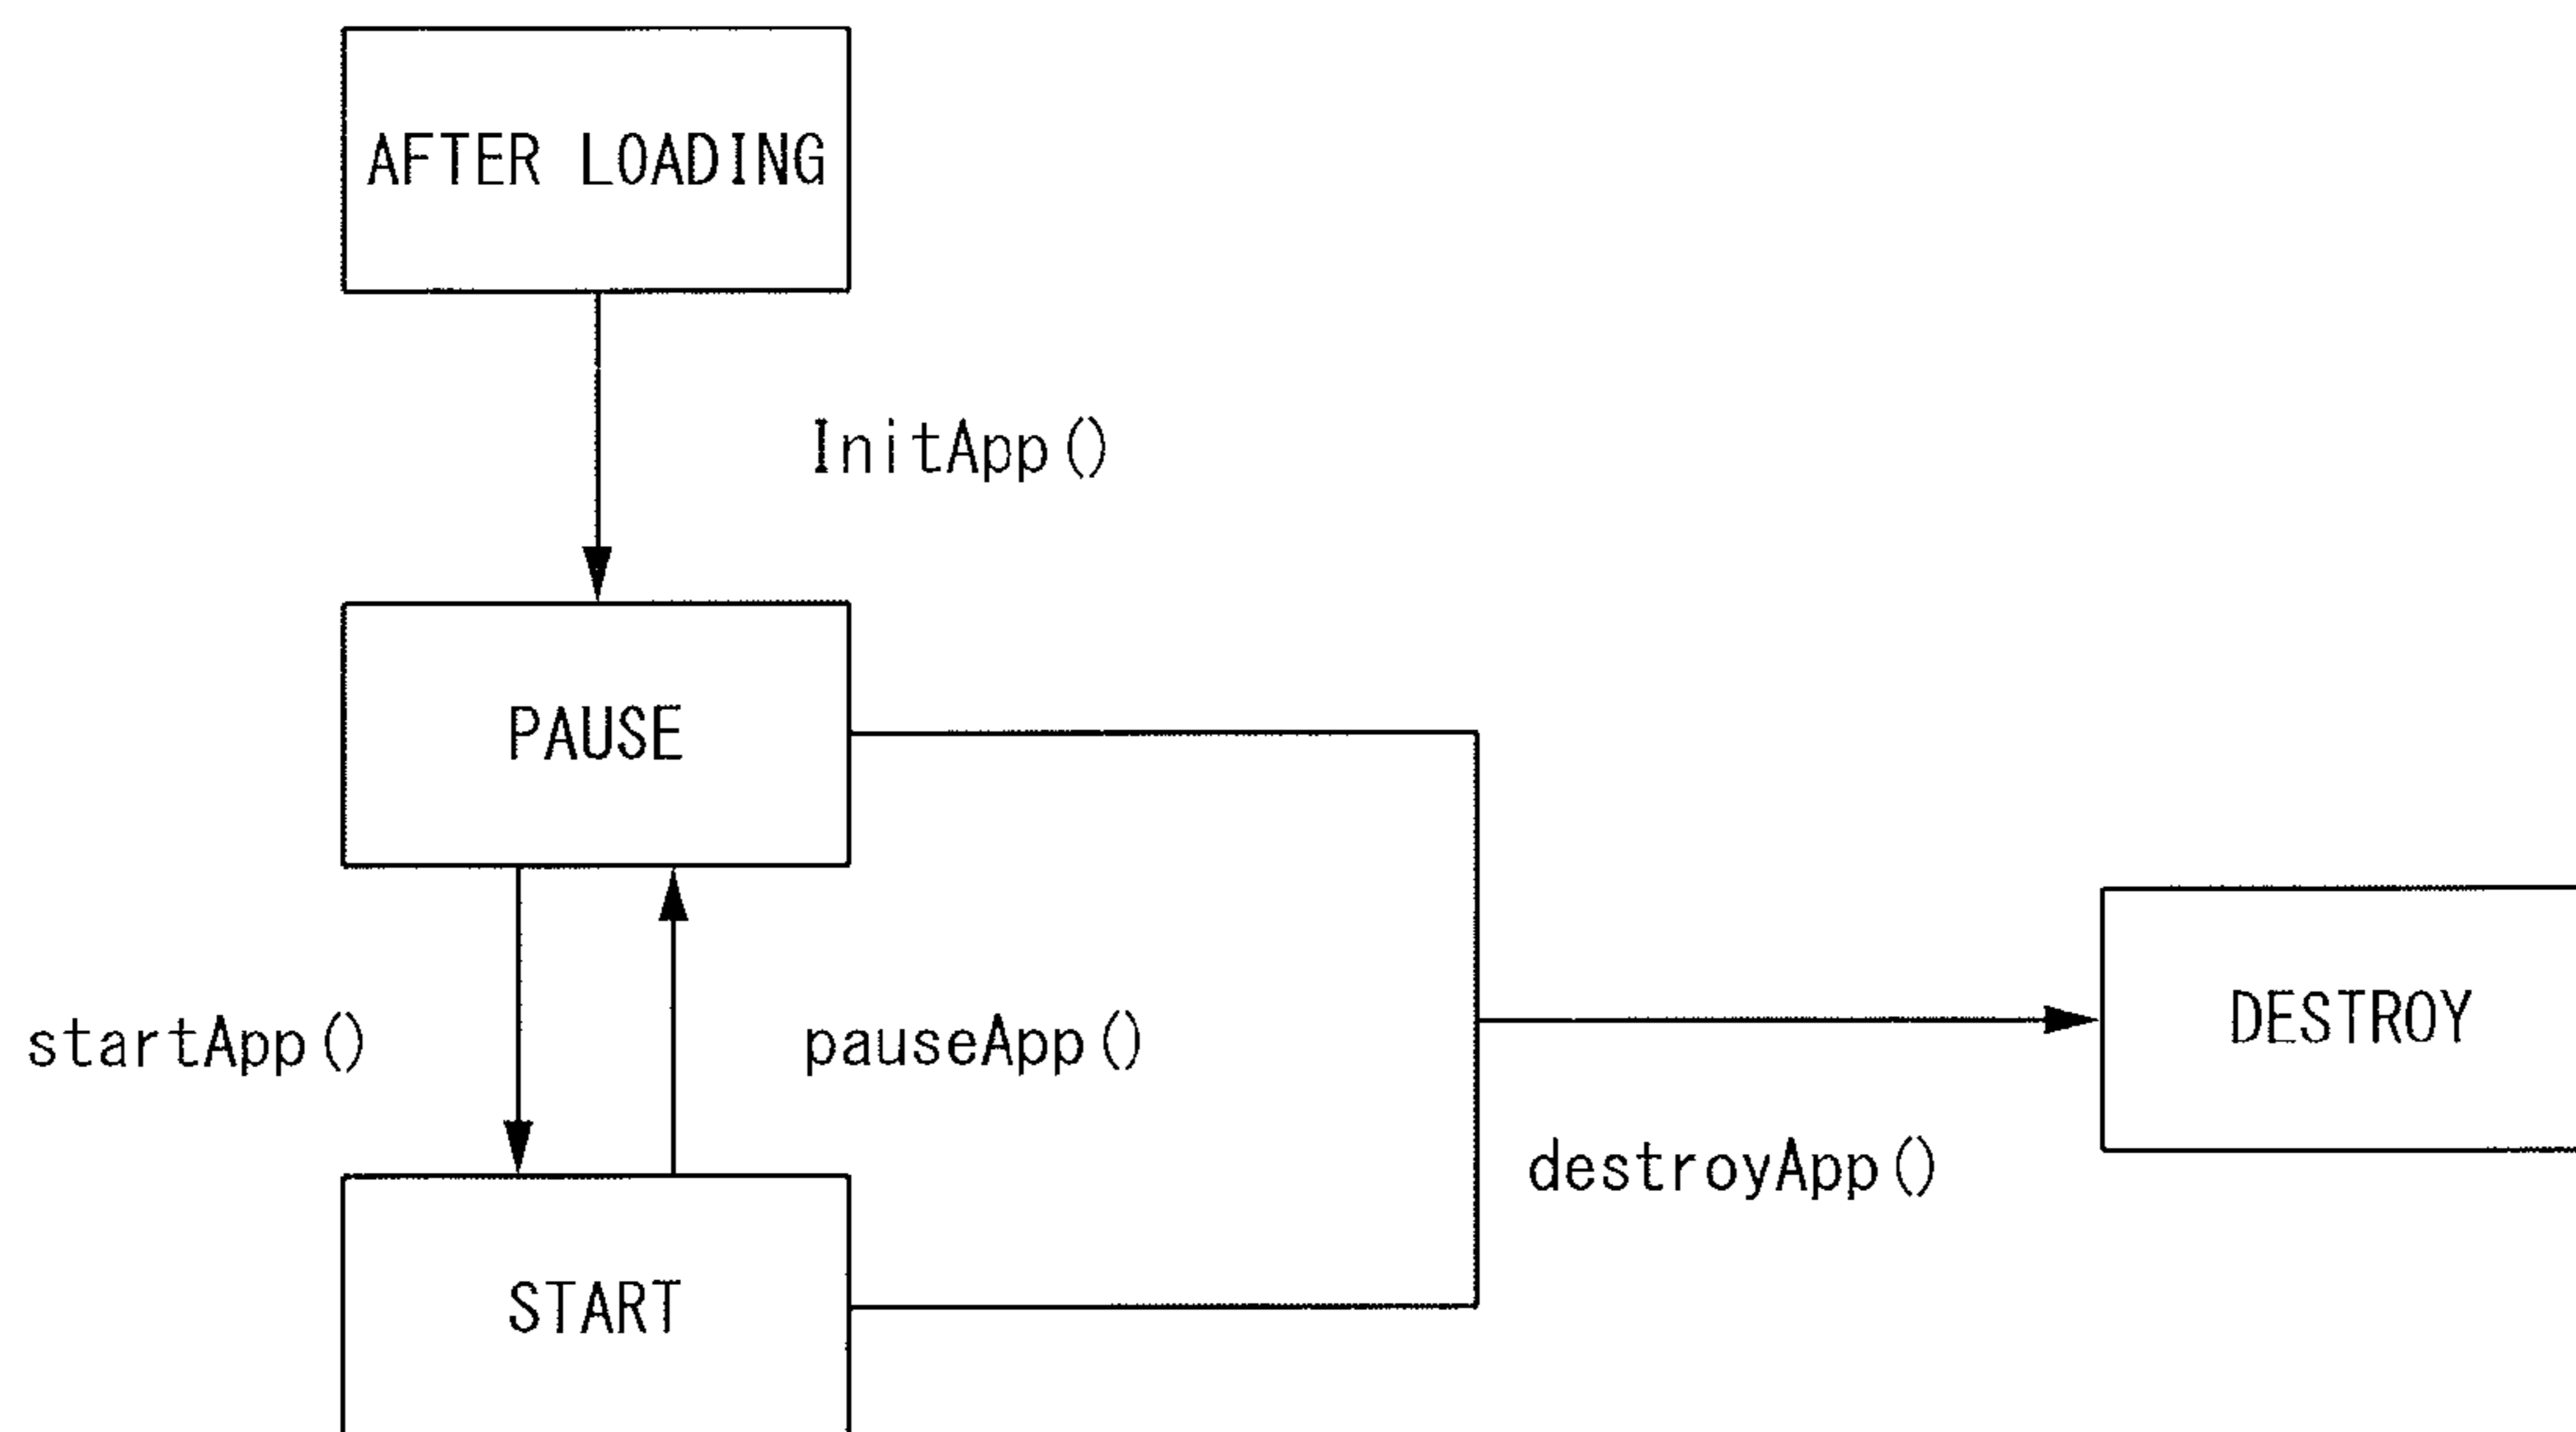 AFTER LOADING
InitApp()
PAUSE
startApp()
pauseApp()
DESTROY
destroyApp()
START